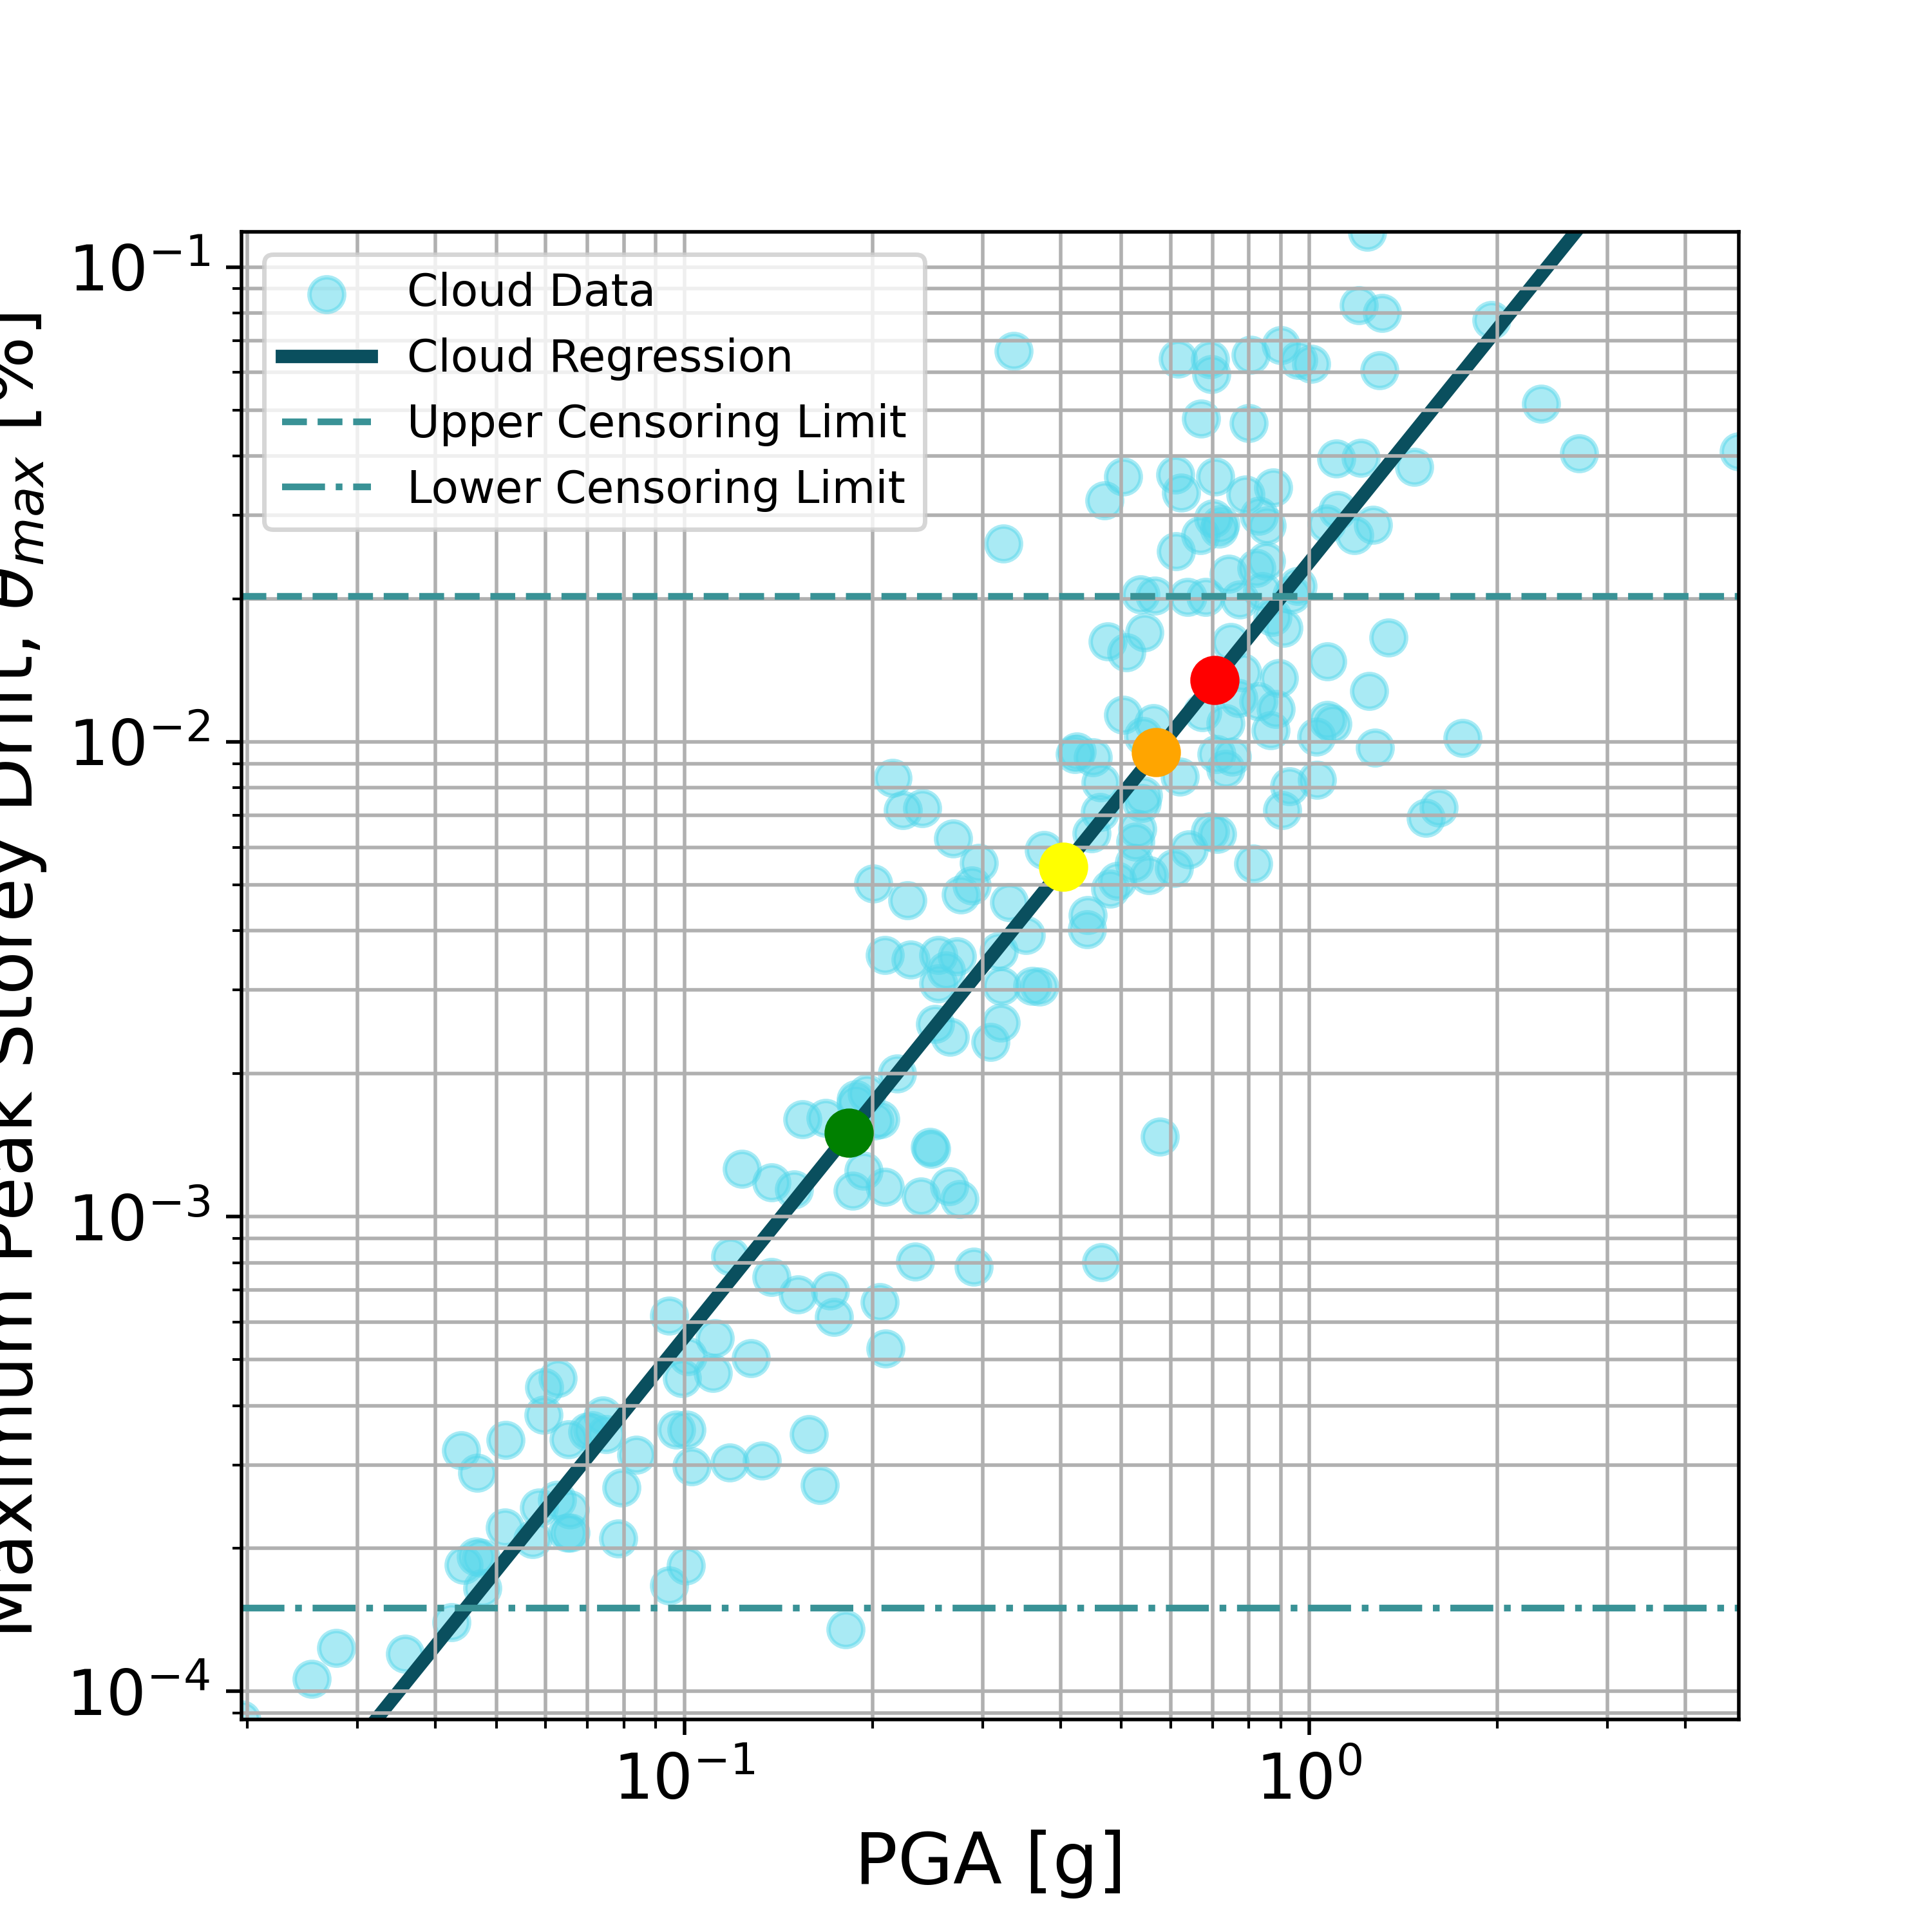 Maximum Peak Storey Drift, θmax [%]
10⁻¹
10⁻²
10⁻³
10⁻⁴
Cloud Data
Cloud Regression
Upper Censoring Limit
Lower Censoring Limit
10⁻¹
10⁰
PGA [g]